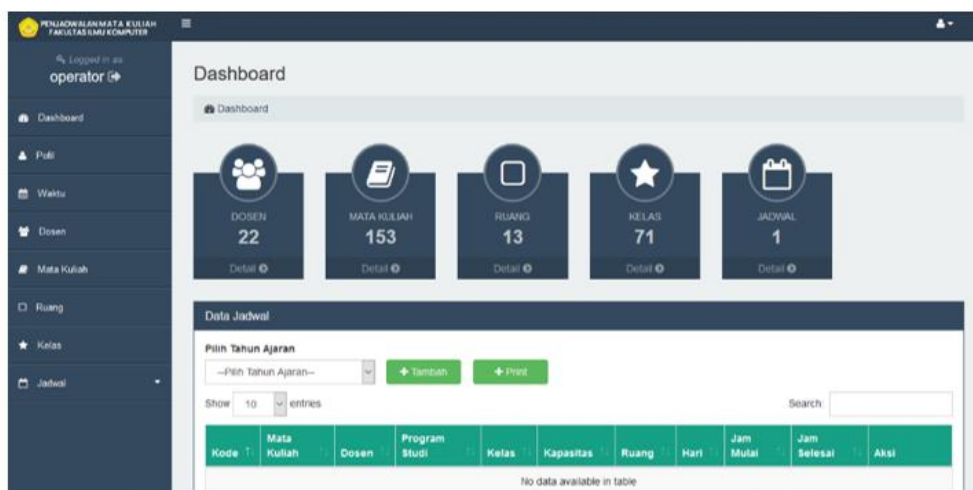 PENJADWALAN MATA KULIAH
FAKULTAS ILMU KOMPUTER
Logged in as
operator
Dashboard
Profil
Waktu
Dosen
Mata Kuliah
Ruang
Kelas
Jadwal
Dashboard
Dashboard
DOSEN
22
Detail
MATA KULIAH
153
Detail
RUANG
13
Detail
KELAS
71
Detail
JADWAL
1
Detail
Data Jadwal
Pilih Tahun Ajaran
--Pilih Tahun Ajaran--
+ Tambah
+ Print
Show 10 entries
Search:
Kode
Mata
Kuliah
Dosen
Program
Studi
Kelas
Kapasitas
Ruang
Hari
Jam
Mulai
Jam
Selesai
Aksi
No data available in table